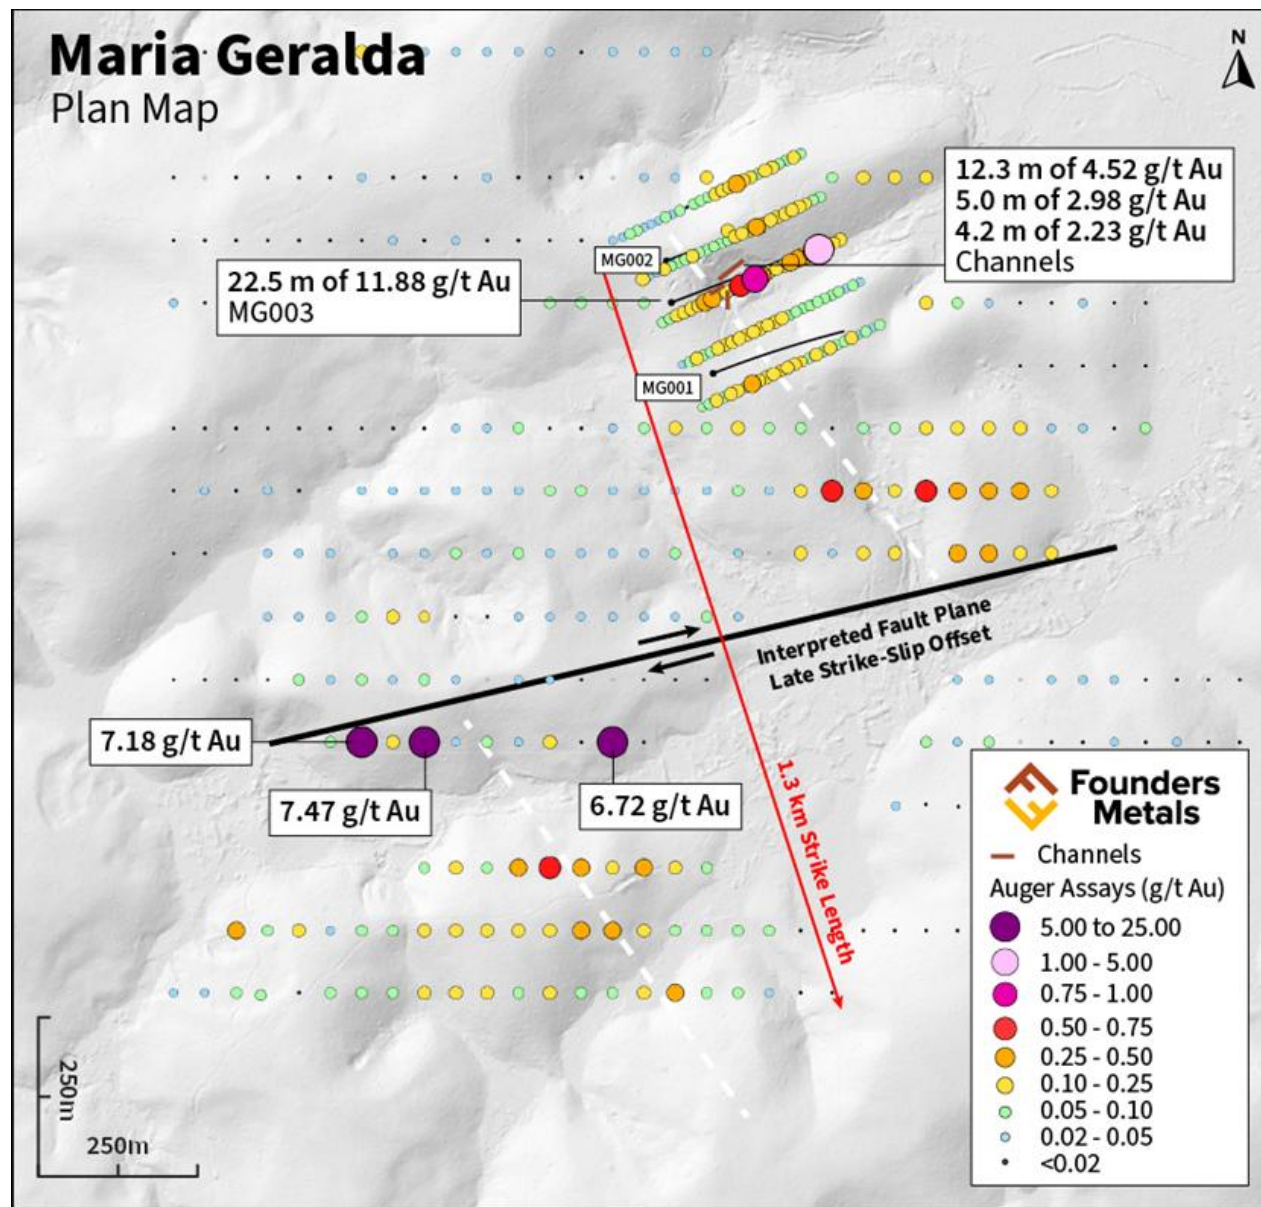 Maria Geralda
Plan Map
N
12.3 m of 4.52 g/t Au
5.0 m of 2.98 g/t Au
4.2 m of 2.23 g/t Au
Channels
MG002
22.5 m of 11.88 g/t Au
MG003
MG001
Interpreted Fault Plane
Late Strike-Slip Offset
7.18 g/t Au
7.47 g/t Au
6.72 g/t Au
1.3 km Strike Length
Founders
Metals
Channels
Auger Assays (g/t Au)
5.00 to 25.00
1.00 - 5.00
0.75 - 1.00
0.50 - 0.75
0.25 - 0.50
0.10 - 0.25
0.05 - 0.10
0.02 - 0.05
<0.02
250m
250m